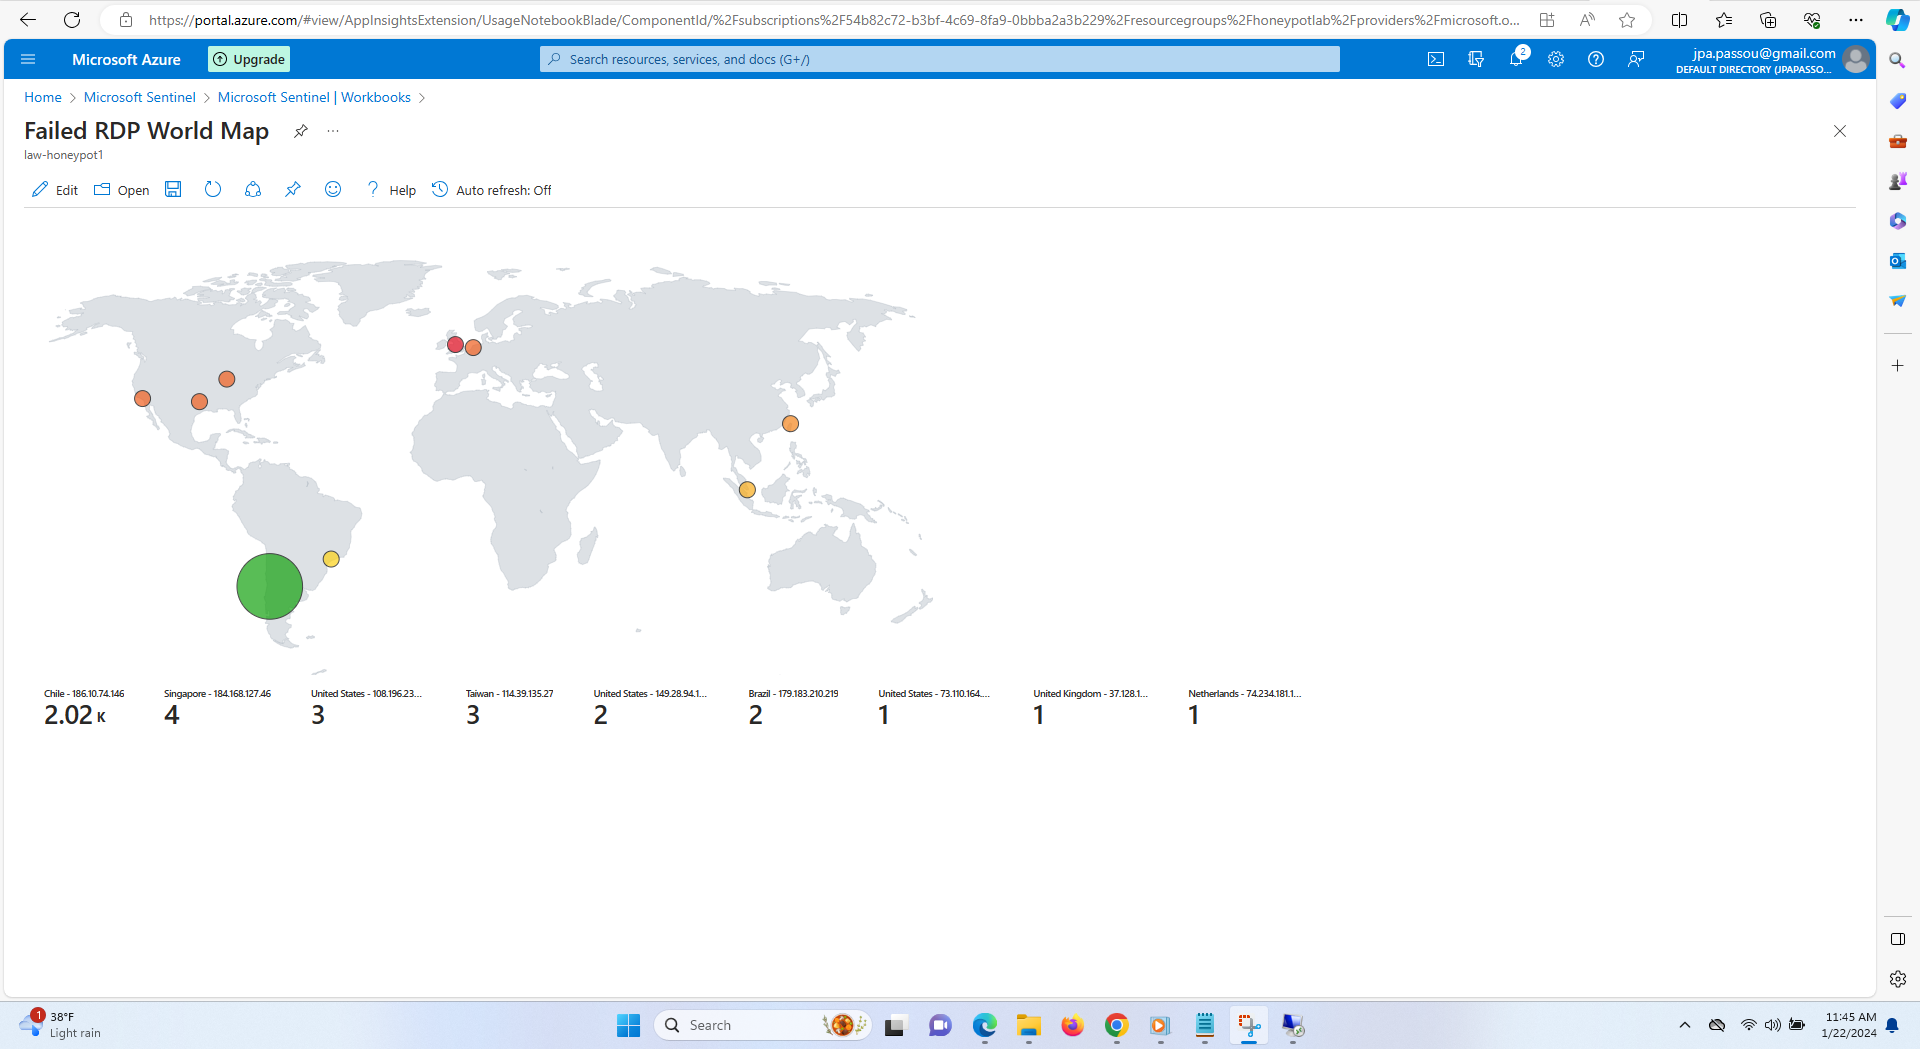 https://portal.azure.com/#view/AppInsightsExtension/UsageNotebookBlade/ComponentId/%2Fsubscriptions%2F54b82c72-b3bf-4c69-8fa9-0bbba2a3b229%2Fresourcegroups%2Fhoneypotlab%2Fproviders%2Fmicrosoft.o...
Microsoft Azure
Upgrade
Search resources, services, and docs (G+/)
2
jpa.passou@gmail.com
DEFAULT DIRECTORY (JPAPASSO...
Home > Microsoft Sentinel > Microsoft Sentinel | Workbooks >
Failed RDP World Map
law-honeypot1
Edit Open Help Auto refresh: Off
Chile - 186.10.74.146
2.02 K
Singapore - 184.168.127.46
4
United States - 108.196.23...
3
Taiwan - 114.39.135.27
3
United States - 149.28.94.1...
2
Brazil - 179.183.210.219
2
United States - 73.110.164....
1
United Kingdom - 37.128.1...
1
Netherlands - 74.234.181.1...
1
1
38°F
Light rain
Search
11:45 AM
1/22/2024